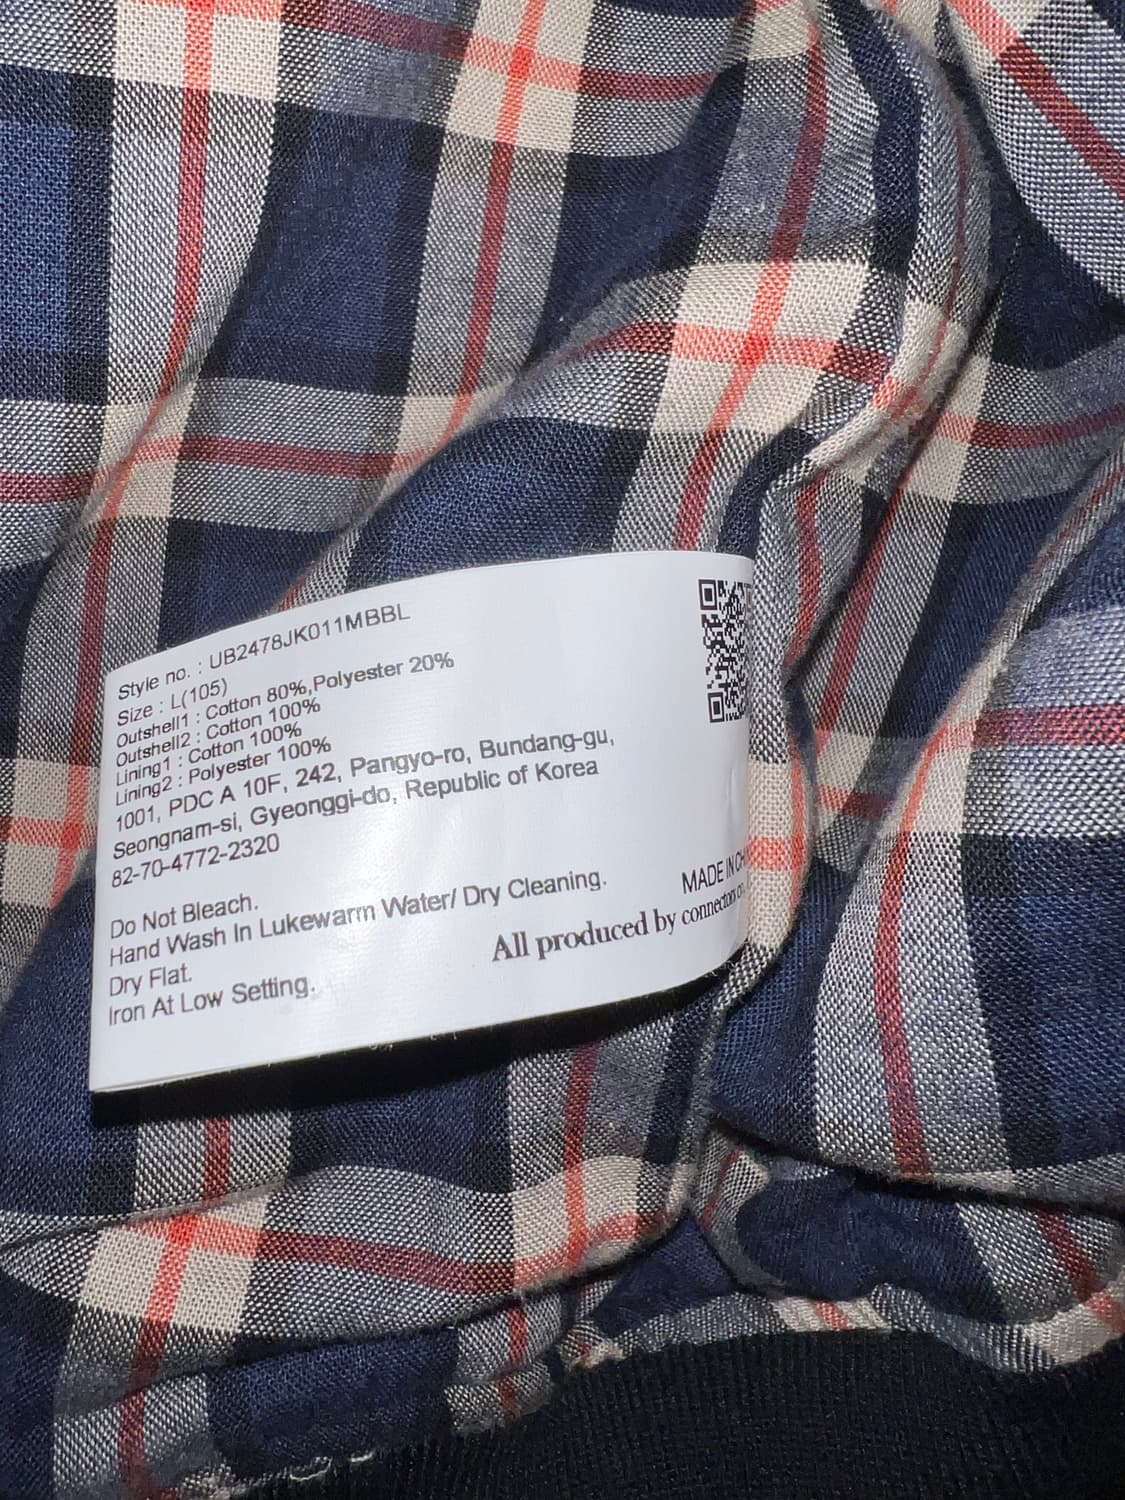 Style no. : UB2478JK011MBBL
Size : L(105)
Outshell1 : Cotton 80%,Polyester 20%
Outshell2 : Cotton 100%
Lining1 : Cotton 100%
Lining2 : Polyester 100%
1001, PDC A 10F, 242, Pangyo-ro, Bundang-gu,
Seongnam-si, Gyeonggi-do, Republic of Korea
82-70-4772-2320
Do Not Bleach.
Hand Wash In Lukewarm Water/ Dry Cleaning.
Dry Flat.
Iron At Low Setting.
MADE IN
All produced by connectors